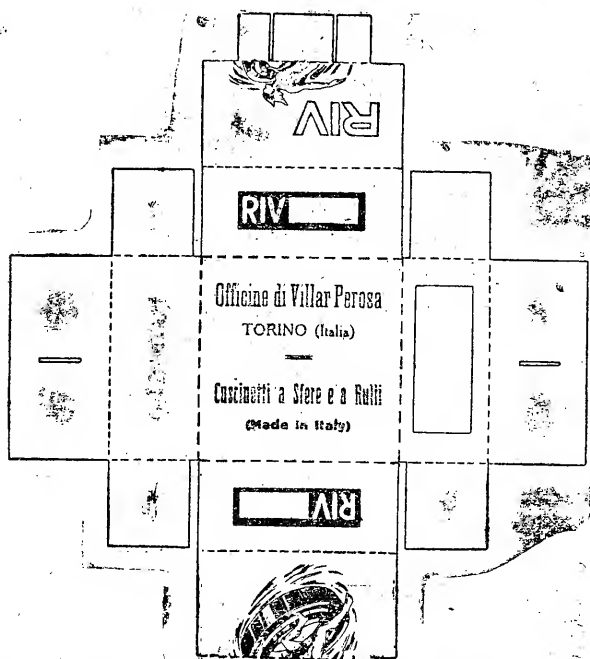 RIV
RIV
Officine di Villar Perosa
TORINO (Italia)
Cuscinetti a Sfere e a Rulli
(Made in Italy)
RIV